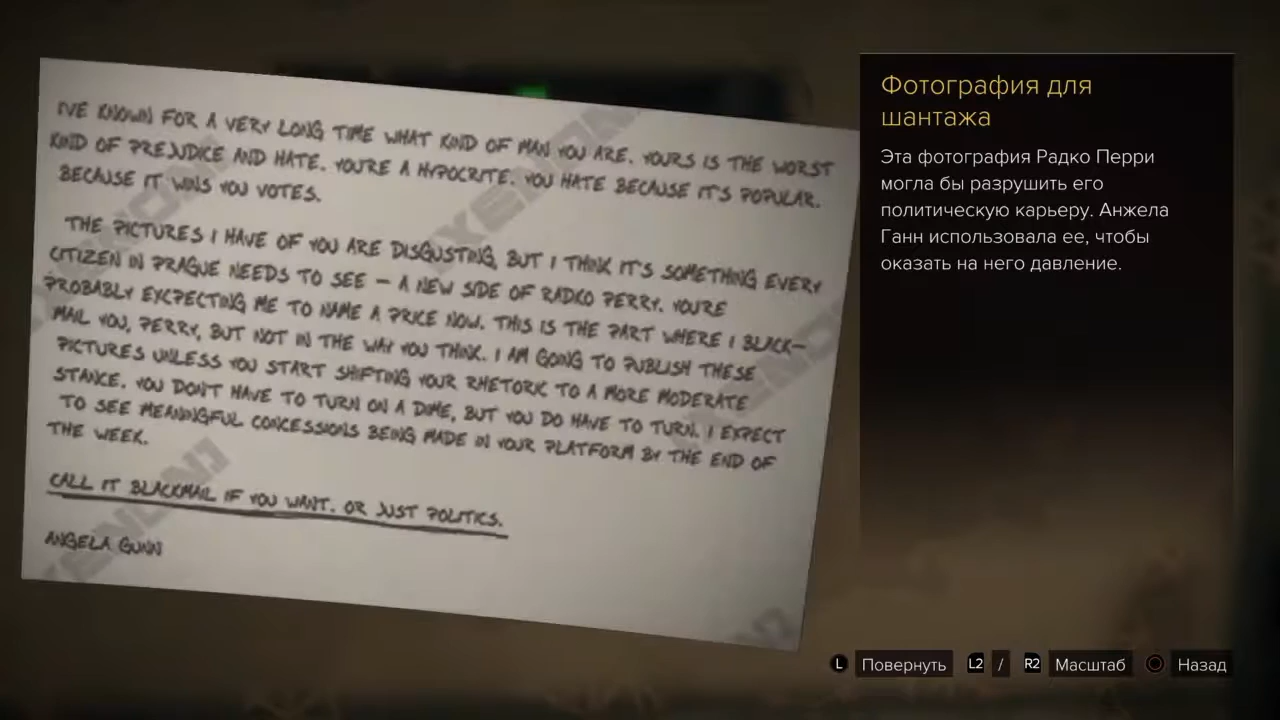 I'VE KNOWN FOR A VERY LONG TIME WHAT KIND OF MAN YOU ARE. YOURS IS THE WORST
KIND OF PREJUDICE AND HATE. YOU'RE A HYPOCRITE. YOU HATE BECAUSE IT'S POPULAR.
BECAUSE IT WINS YOU VOTES.
THE PICTURES I HAVE OF YOU ARE DISGUSTING, BUT I THINK IT'S SOMETHING EVERY
CITIZEN IN PRAGUE NEEDS TO SEE – A NEW SIDE OF RADKO PERRY. YOU'RE
PROBABLY EXCPECTING ME TO NAME A PRICE NOW. THIS IS THE PART WHERE I BLACK–
MAIL YOU, PERRY, BUT NOT IN THE WAY YOU THINK. I AM GOING TO PUBLISH THESE
PICTURES UNLESS YOU START SHIFTING YOUR RHETORIC TO A MORE MODERATE
STANCE. YOU DON'T HAVE TO TURN ON A DIME, BUT YOU DO HAVE TO TURN. I EXPECT
TO SEE MEANINGFUL CONCESSIONS BEING MADE IN YOUR PLATFORM BY THE END OF
THE WEEK.
CALL IT BLACKMAIL IF YOU WANT. OR JUST POLITICS.
ANGELA GUNN
Фотография для
шантажа
Эта фотография Радко Перри
могла бы разрушить его
политическую карьеру. Анжела
Ганн использовала ее, чтобы
оказать на него давление.
L Повернуть L2 / R2 Масштаб Назад